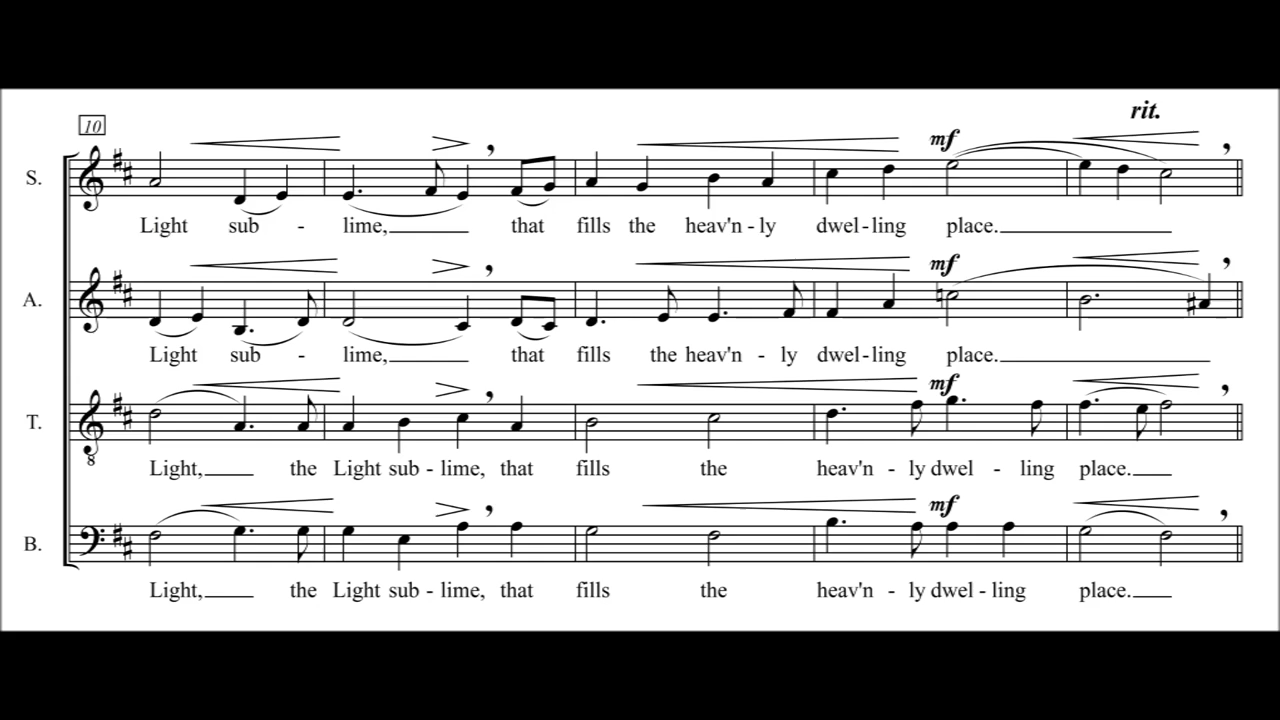 rit.
10
mf
S.
Light sub - lime, that fills the heav'n - ly dwel - ling place.
mf
A.
Light sub - lime, that fills the heav'n - ly dwel - ling place.
mf
T.
8
Light, the Light sub - lime, that fills the heav'n - ly dwel - ling place.
mf
B.
Light, the Light sub - lime, that fills the heav'n - ly dwel - ling place.